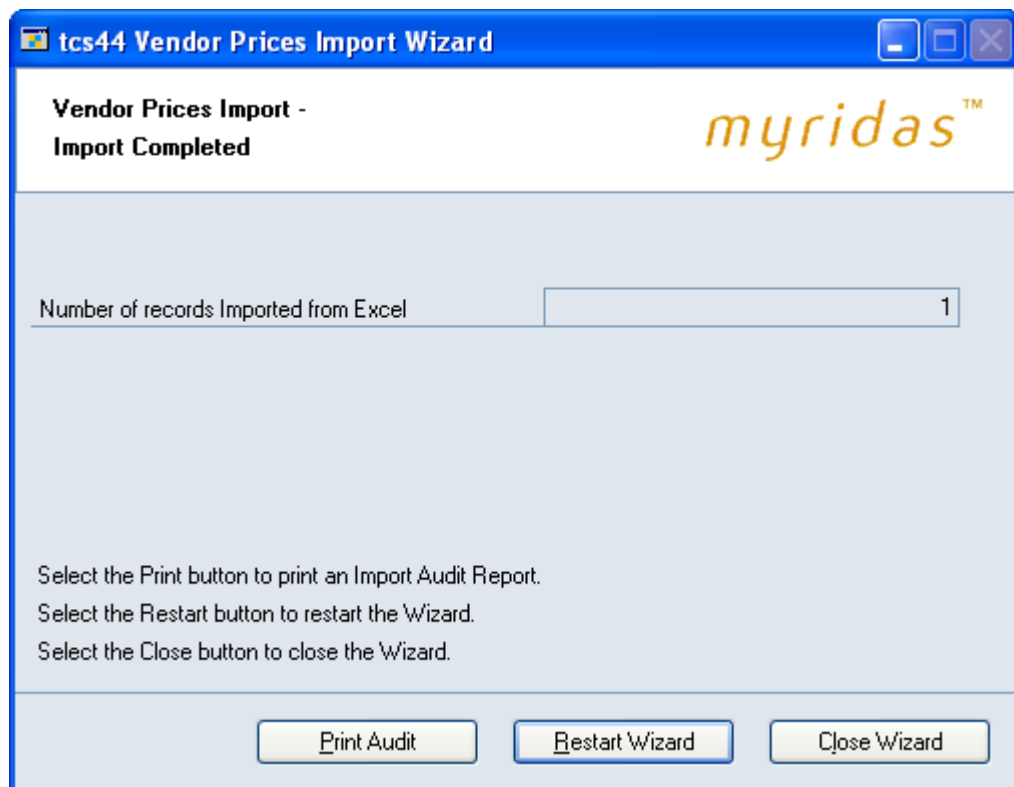 tcs44 Vendor Prices Import Wizard
Vendor Prices Import -
Import Completed
myridas™
Number of records Imported from Excel 1
Select the Print button to print an Import Audit Report.
Select the Restart button to restart the Wizard.
Select the Close button to close the Wizard.
Print Audit Restart Wizard Close Wizard